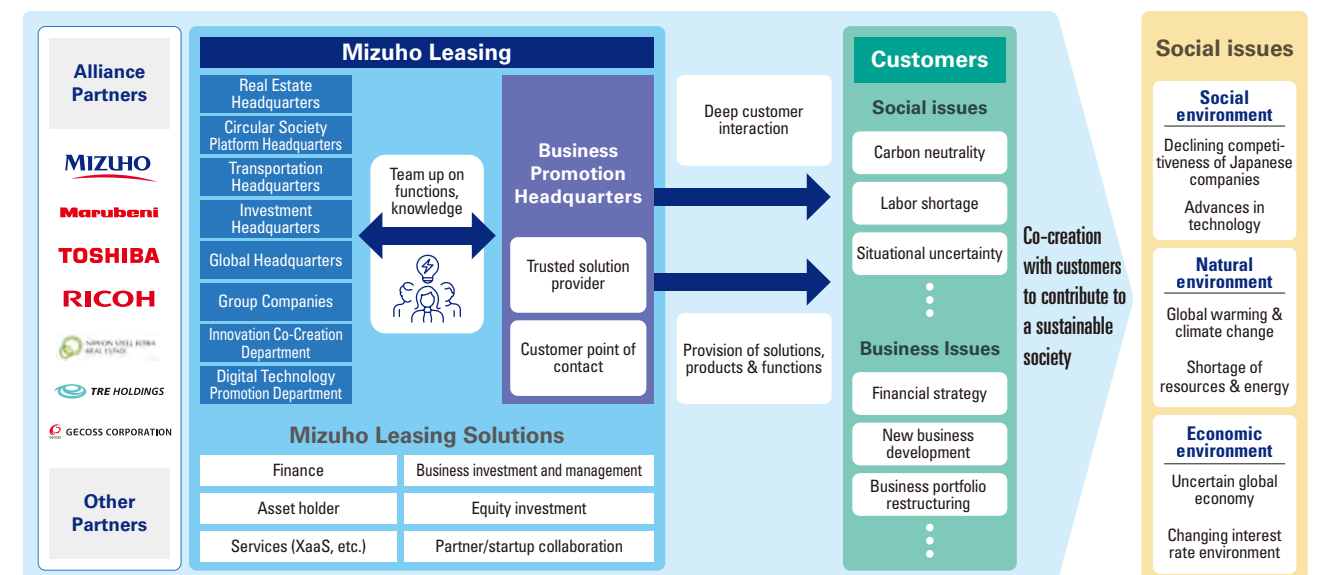 Alliance
Partners
MIZUHO
Marubeni
TOSHIBA
RICOH
NIPPON STEEL KOWA
REAL ESTATE
TRE HOLDINGS
GECOSS
GECOSS CORPORATION
Other
Partners
Mizuho Leasing
Real Estate
Headquarters
Circular Society
Platform Headquarters
Transportation
Headquarters
Investment
Headquarters
Global Headquarters
Group Companies
Innovation Co-Creation
Department
Digital Technology
Promotion Department
Team up on
functions,
knowledge
Business
Promotion
Headquarters
Trusted solution
provider
Customer point of
contact
Mizuho Leasing Solutions
Finance
Business investment and management
Asset holder
Equity investment
Services (XaaS, etc.)
Partner/startup collaboration
Deep customer
interaction
Provision of solutions,
products & functions
Customers
Social issues
Carbon neutrality
Labor shortage
Situational uncertainty
Business Issues
Financial strategy
New business
development
Business portfolio
restructuring
Co-creation
with customers
to contribute to
a sustainable
society
Social issues
Social
environment
Declining competi-
tiveness of Japanese
companies
Advances in
technology
Natural
environment
Global warming &
climate change
Shortage of
resources & energy
Economic
environment
Uncertain global
economy
Changing interest
rate environment